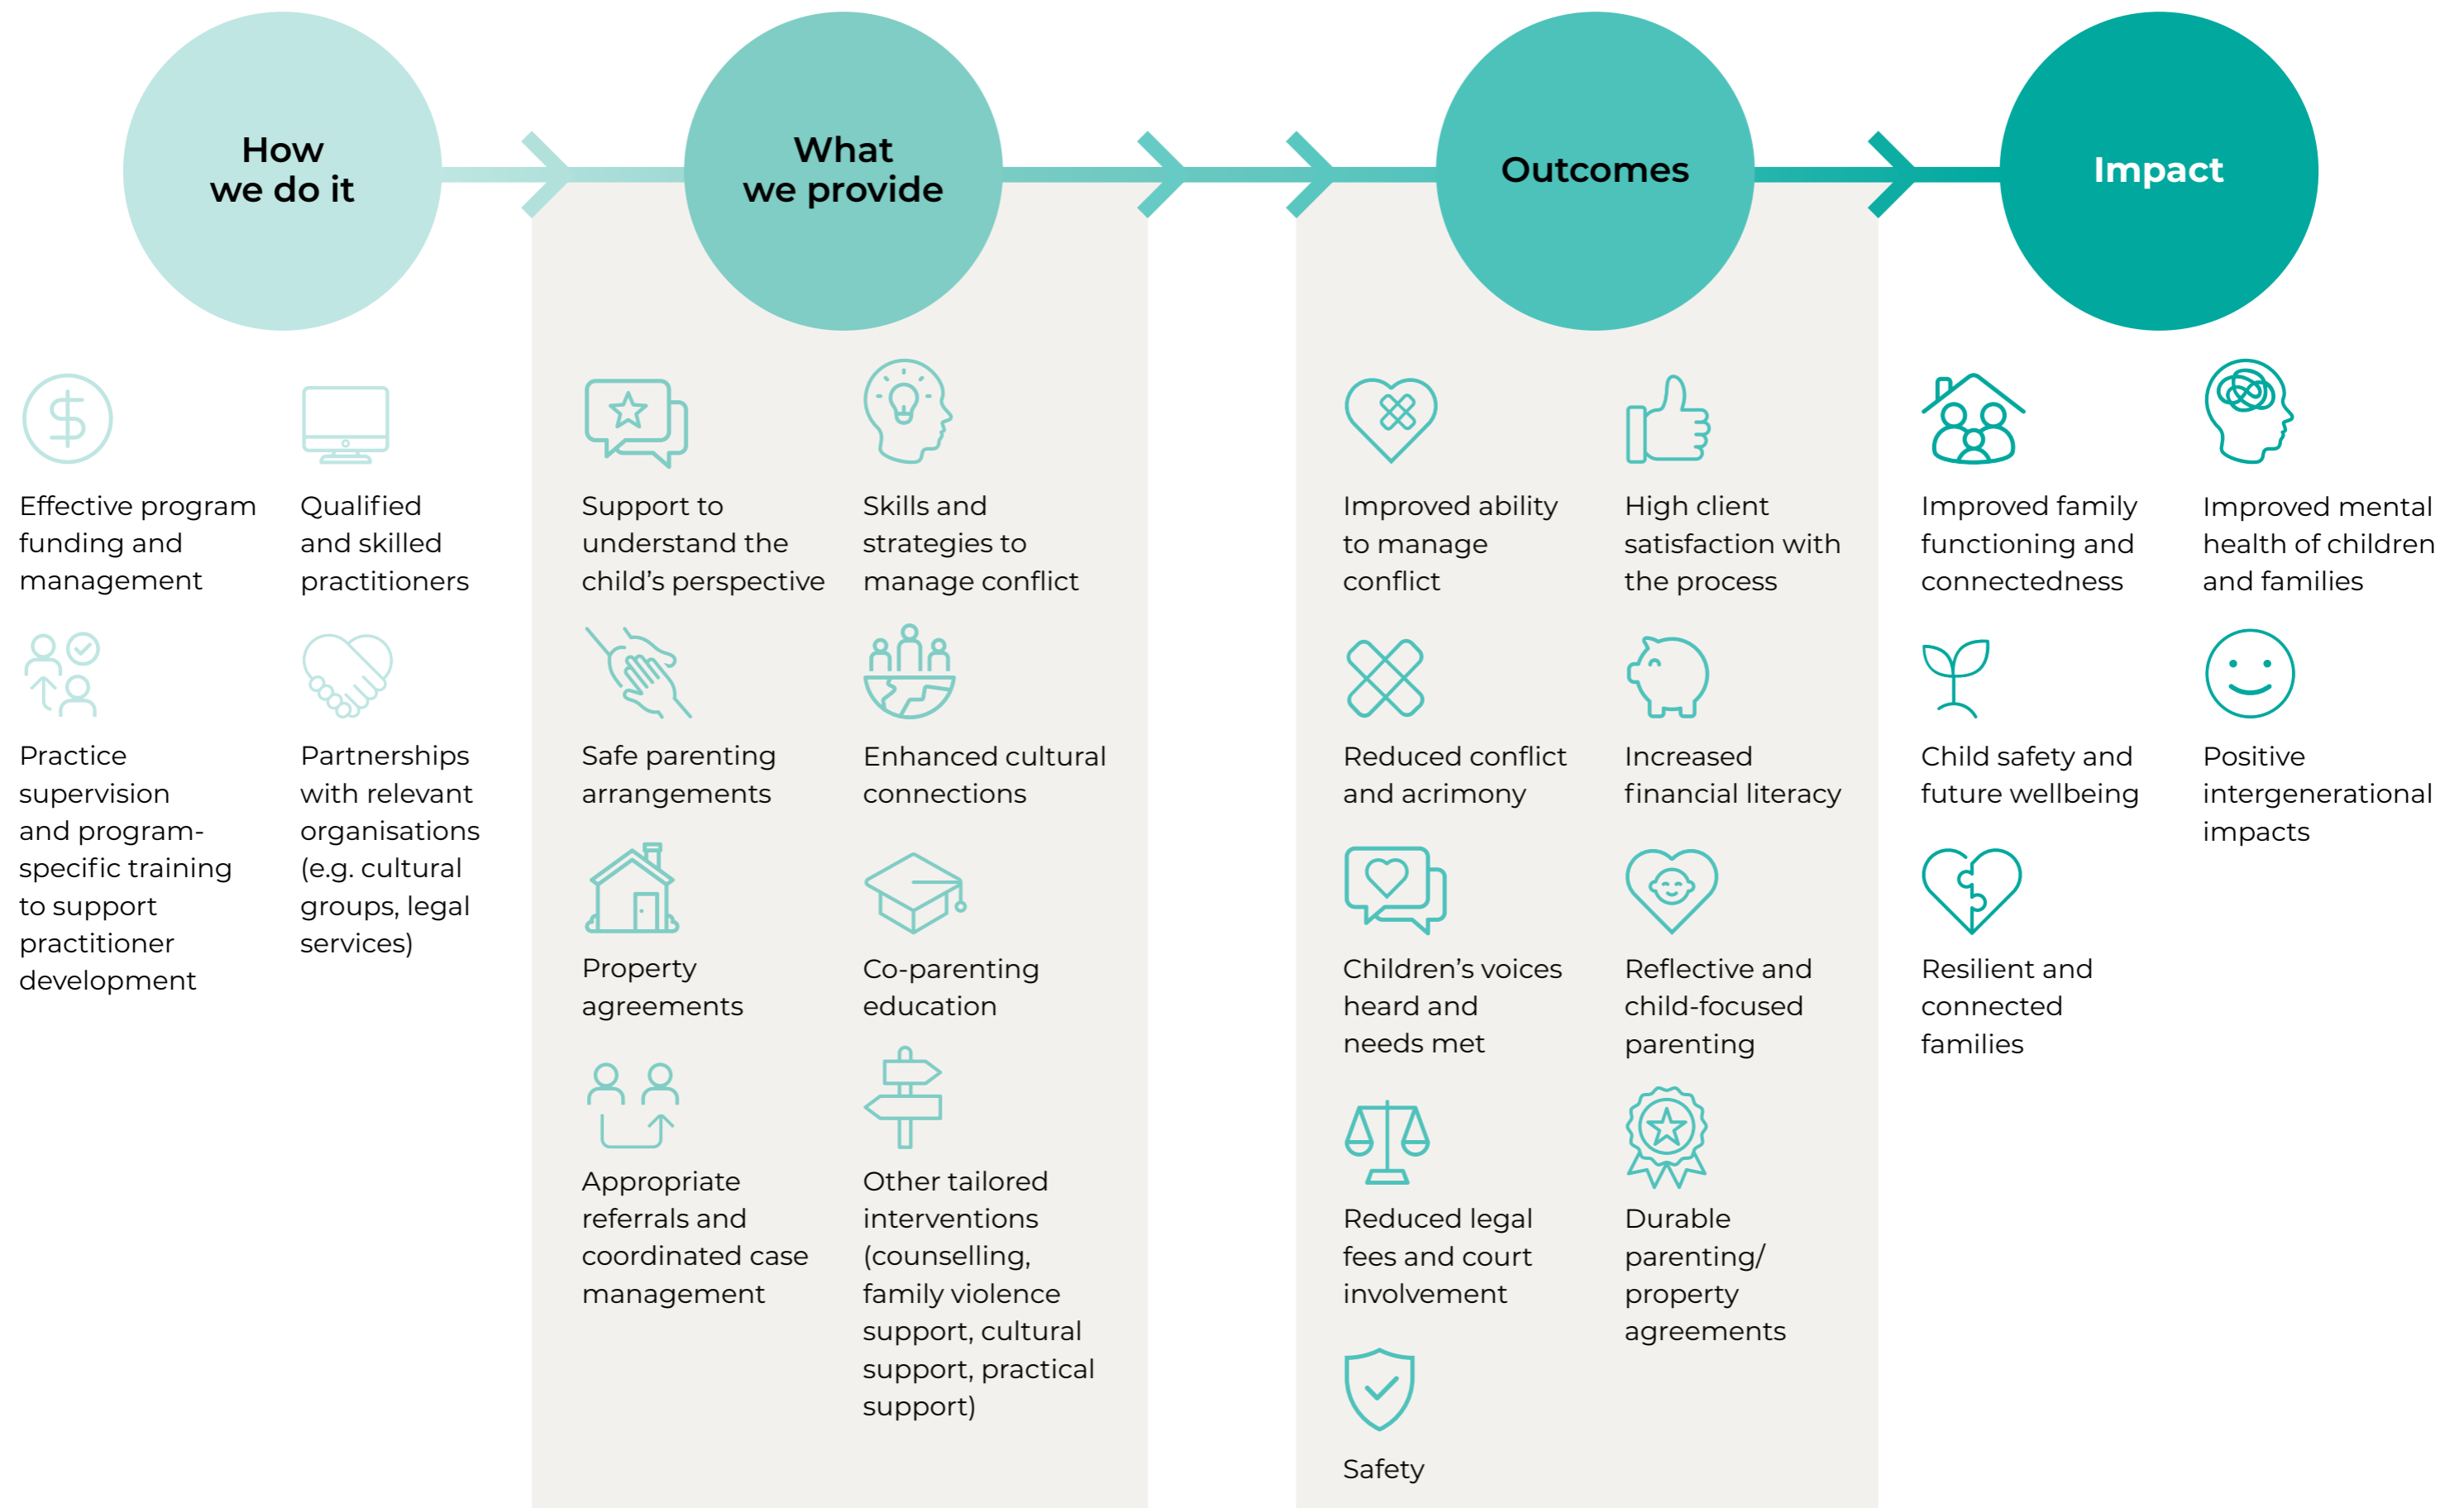 How
we do it
What
we provide
Outcomes
Impact
Effective program
funding and
management
Qualified
and skilled
practitioners
Practice
supervision
and program-
specific training
to support
practitioner
development
Partnerships
with relevant
organisations
(e.g. cultural
groups, legal
services)
Support to
understand the
child’s perspective
Skills and
strategies to
manage conflict
Safe parenting
arrangements
Enhanced cultural
connections
Property
agreements
Co-parenting
education
Appropriate
referrals and
coordinated case
management
Other tailored
interventions
(counselling,
family violence
support, cultural
support, practical
support)
Improved ability
to manage
conflict
High client
satisfaction with
the process
Reduced conflict
and acrimony
Increased
financial literacy
Children’s voices
heard and
needs met
Reflective and
child-focused
parenting
Reduced legal
fees and court
involvement
Durable
parenting/
property
agreements
Safety
Improved family
functioning and
connectedness
Improved mental
health of children
and families
Child safety and
future wellbeing
Positive
intergenerational
impacts
Resilient and
connected
families